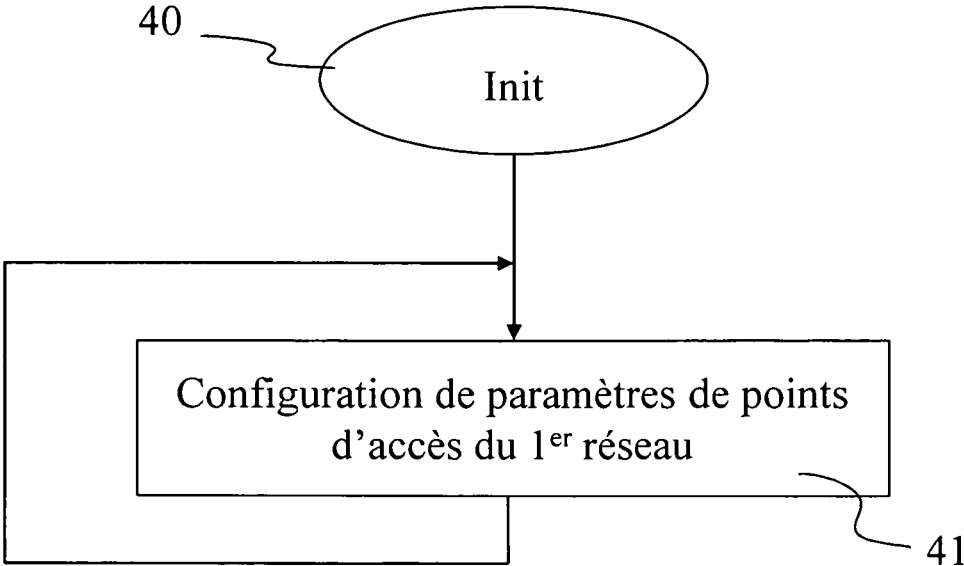 40
Init
Configuration de paramètres de points
d'accès du 1er réseau
41